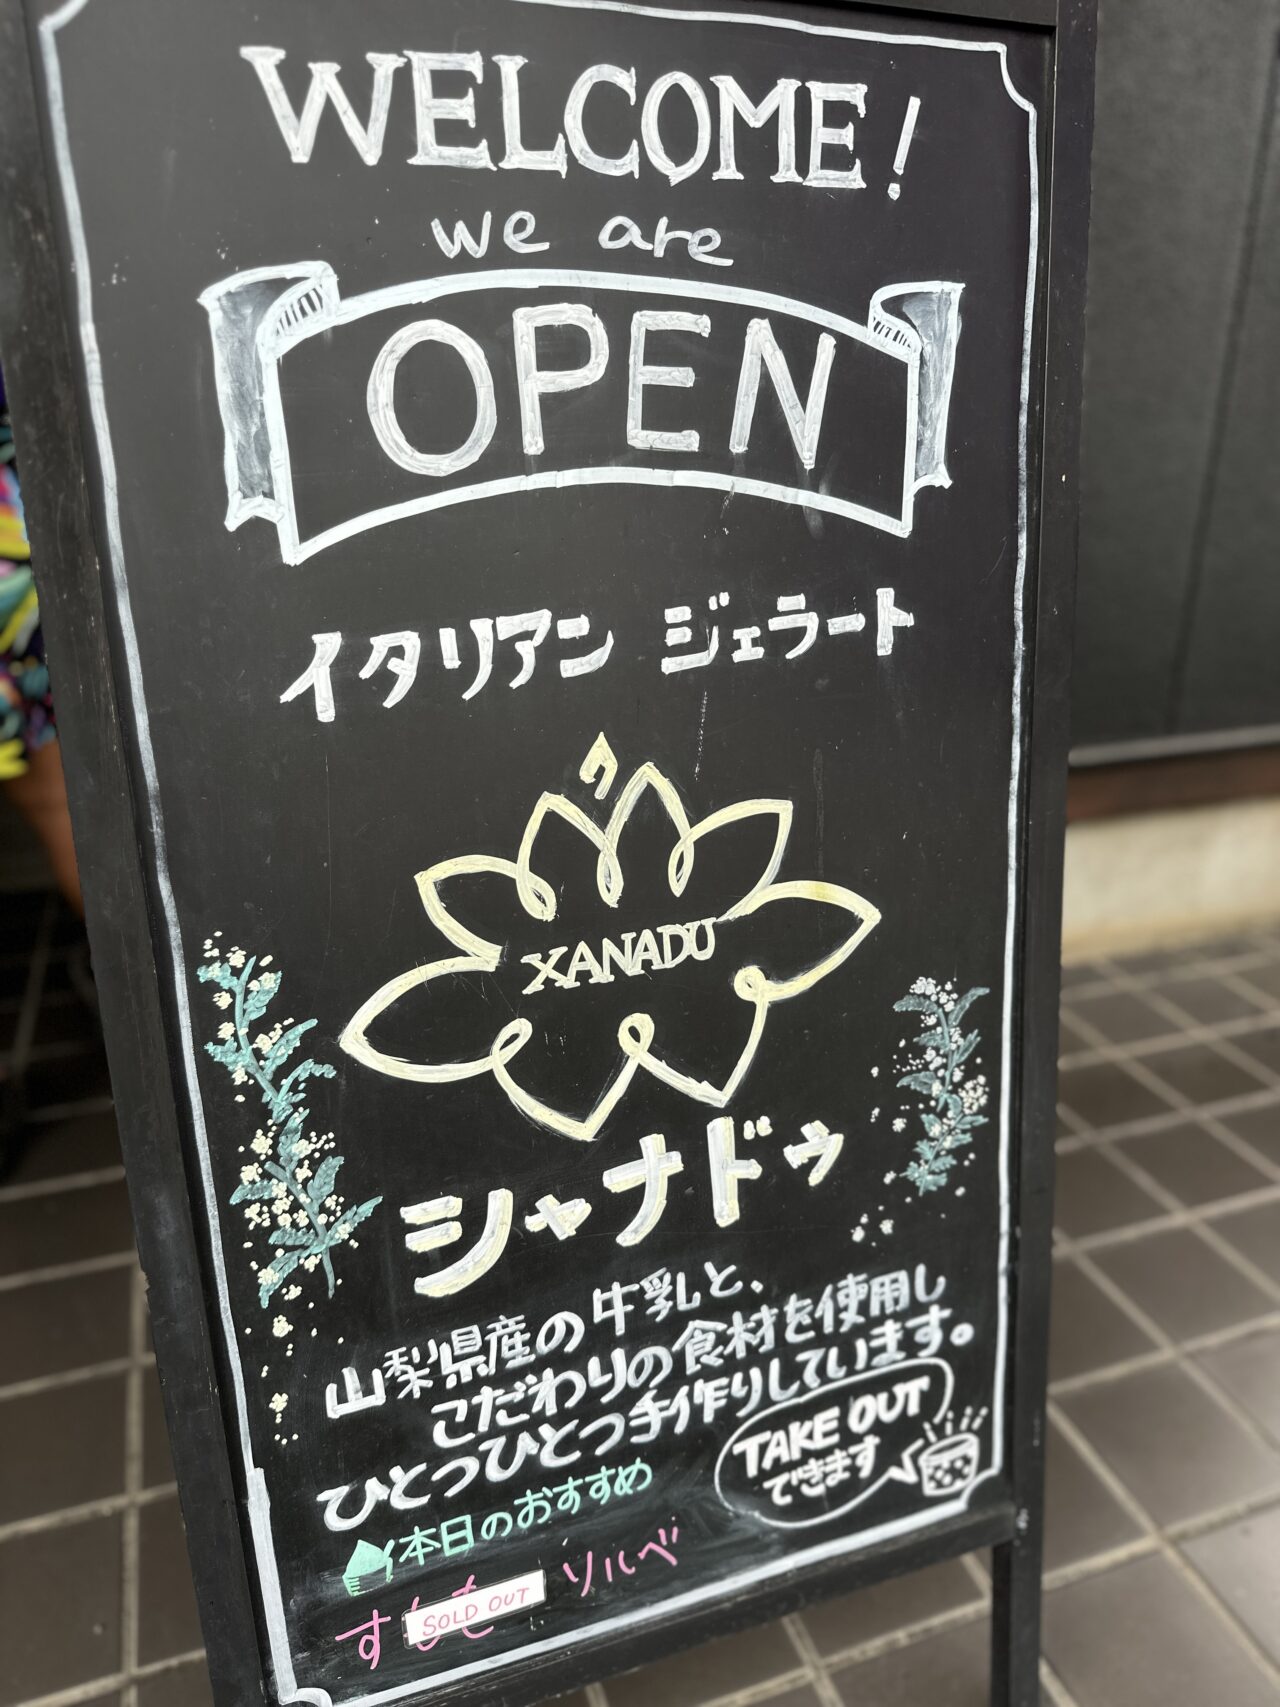 WELCOME!
we are
OPEN
イタリアン ジェラート
XANADU
シャナドゥ
山梨県産の牛乳と、
こだわりの食材を使用し
ひとつひとつ手作りしています。
TAKE OUT
できます
本日のおすすめ
すもも ソルベ
SOLD OUT